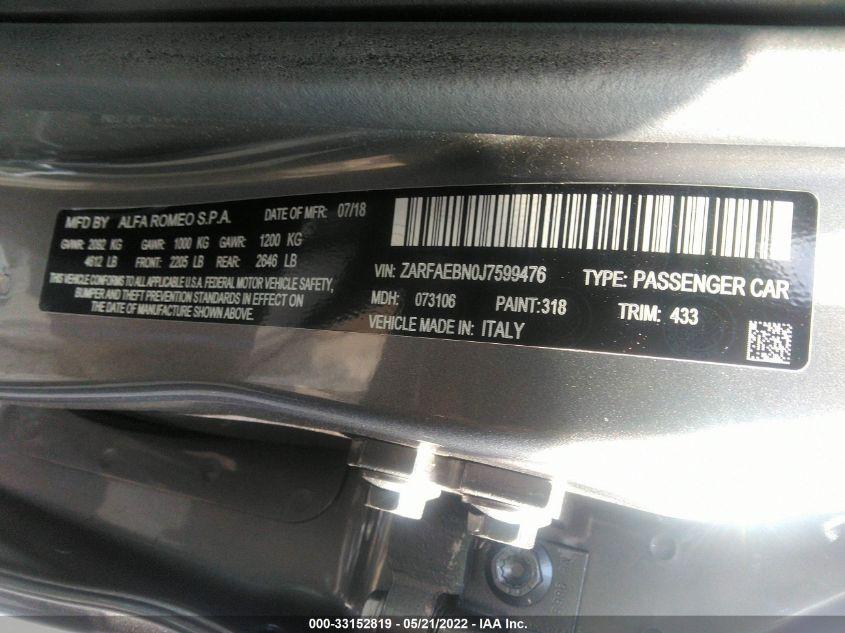 MFD BY ALFA ROMEO S.P.A. DATE OF MFR: 07/18
GVWR: 2092 KG GAWR: 1000 KG GAWR: 1200 KG
4612 LB FRONT: 2205 LB REAR: 2646 LB
THIS VEHICLE CONFORMS TO ALL APPLICABLE U.S.A. FEDERAL MOTOR VEHICLE SAFETY,
BUMPER AND THEFT PREVENTION STANDARDS IN EFFECT ON
THE DATE OF MANUFACTURE SHOWN ABOVE.
VIN: ZARFAEBN0J7599476 TYPE: PASSENGER CAR
MDH: 073106 PAINT:318 TRIM: 433
VEHICLE MADE IN: ITALY
000-33152819 - 05/21/2022 - IAA Inc.